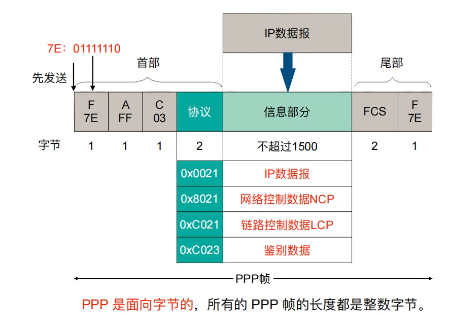 IP数据报
7E: 01111110
首部
尾部
先发送
F A C 协议 信息部分 FCS F
7E FF 03 7E
字节 1 1 1 2 不超过1500 2 1
0x0021 IP数据报
0x8021 网络控制数据NCP
0xC021 链路控制数据LCP
0xC023 鉴别数据
PPP帧
PPP 是面向字节的，所有的 PPP 帧的长度都是整数字节。